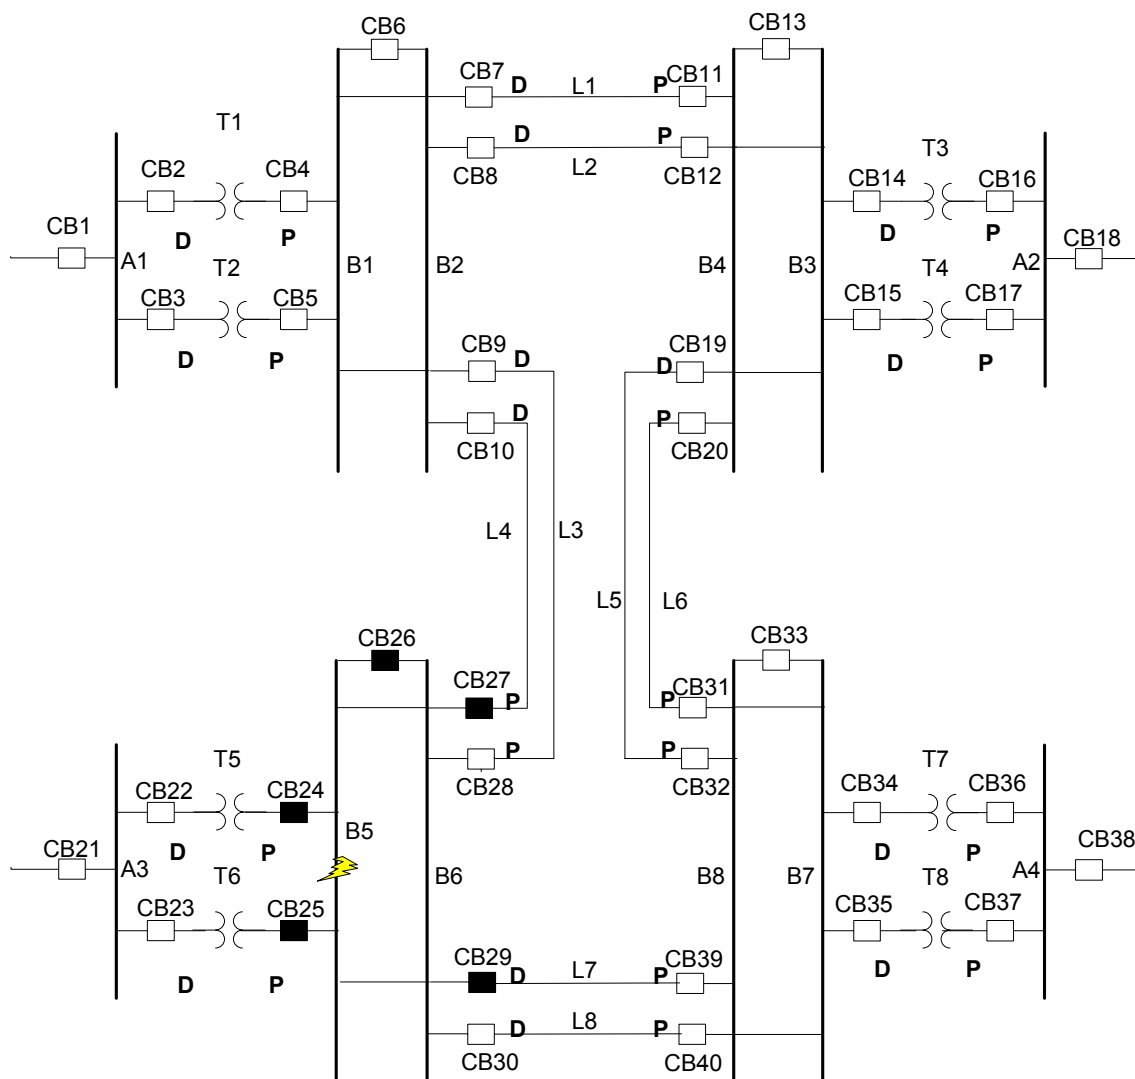 CB6
CB13
CB7 D L1 P CB11
T1
D P
CB2 CB4 CB8 L2 CB12
T3
CB14 CB16
CB1
D P
D P
CB18
A1 T2 B1 B2 B4 B3 T4 A2
CB3 CB5
CB15 CB17
D P
D P
CB9 D
D CB19
D
P
CB10
CB20
L4 L3
L5 L6
CB26
CB33
CB27 P
P CB31
T5
P
P
T7
CB22 CB24
CB28
CB32
CB34 CB36
B5
CB21
D P
D P
CB38
A3 T6 B6 B8 B7 T8 A4
CB23 CB25
CB35 CB37
CB29 D L7 P CB39
D P
D P
D L8 P
CB30 CB40